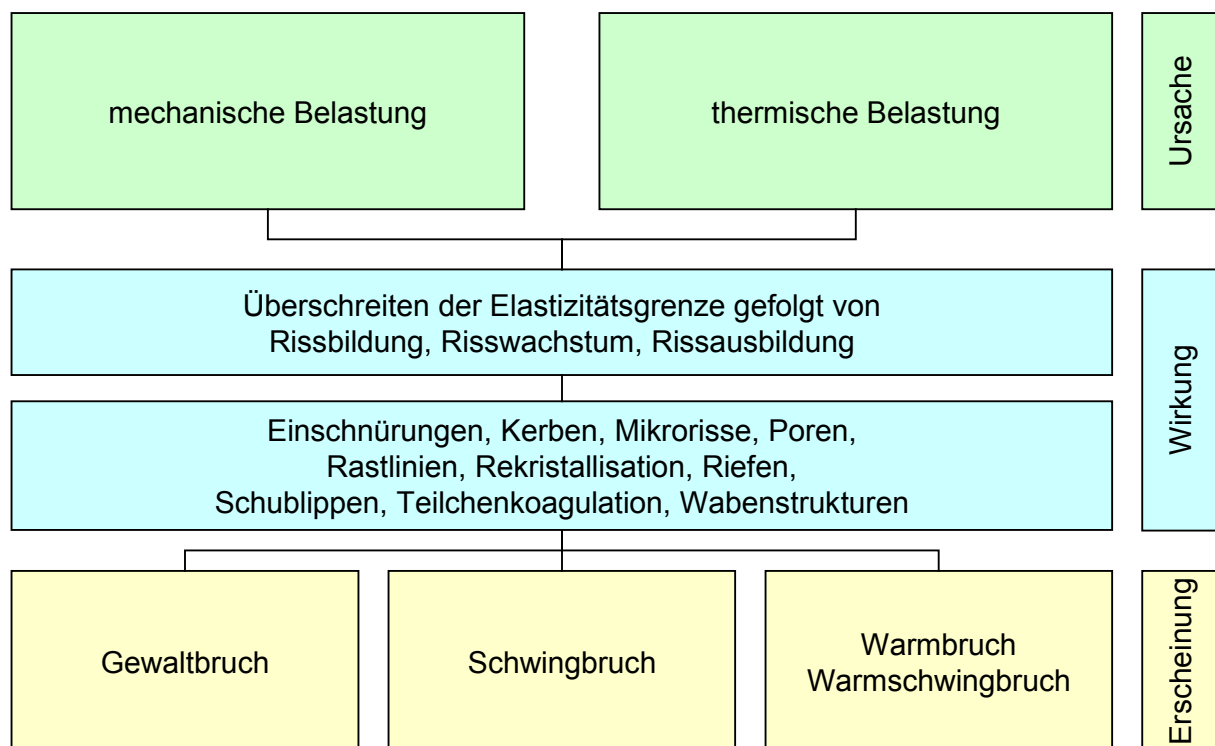 mechanische Belastung
thermische Belastung
Ursache
Überschreiten der Elastizitätsgrenze gefolgt von
Rissbildung, Risswachstum, Rissausbildung
Einschnürungen, Kerben, Mikrorisse, Poren,
Rastlinien, Rekristallisation, Riefen,
Schublippen, Teilchenkoagulation, Wabenstrukturen
Wirkung
Gewaltbruch
Schwingbruch
Warmbruch
Warmschwingbruch
Erscheinung